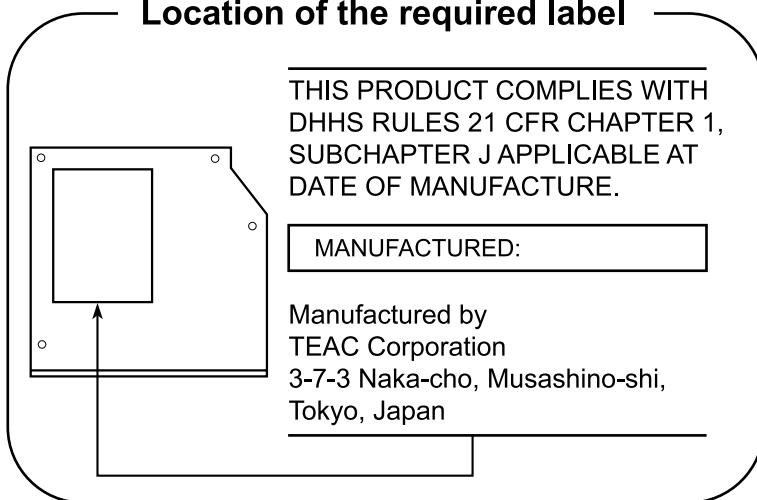 Location of the required label
THIS PRODUCT COMPLIES WITH
DHHS RULES 21 CFR CHAPTER 1,
SUBCHAPTER J APPLICABLE AT
DATE OF MANUFACTURE.
MANUFACTURED:
Manufactured by
TEAC Corporation
3-7-3 Naka-cho, Musashino-shi,
Tokyo, Japan